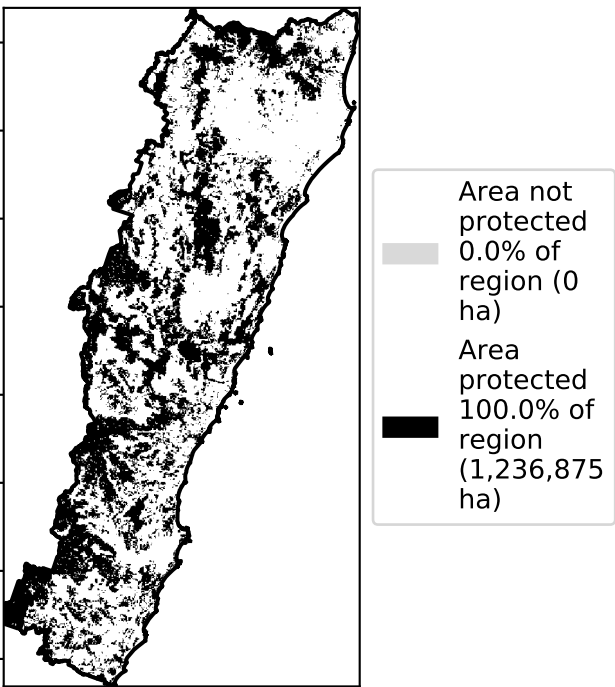 Area not
protected
0.0% of
region (0
ha)
Area
protected
100.0% of
region
(1,236,875
ha)